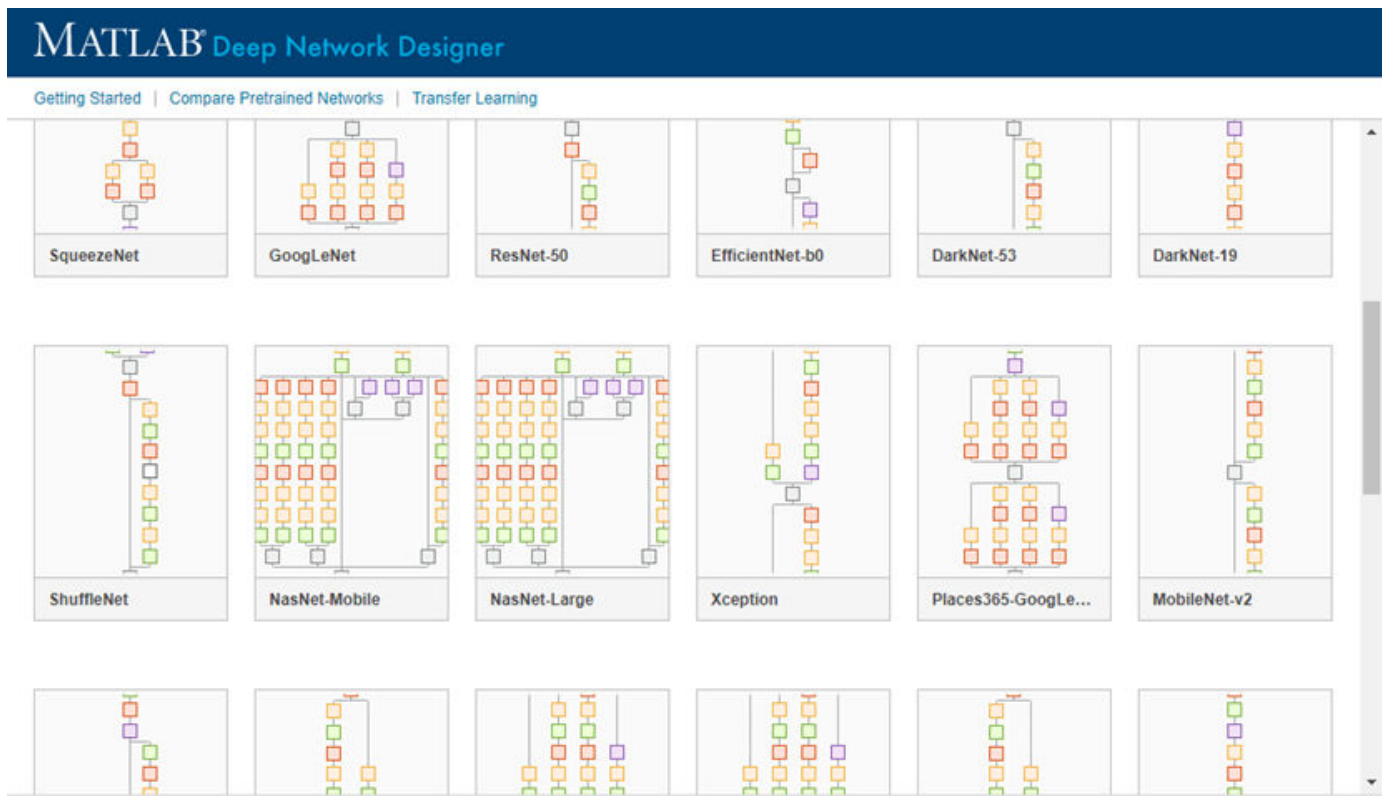 MATLAB® Deep Network Designer
Getting Started | Compare Pretrained Networks | Transfer Learning
SqueezeNet
GoogLeNet
ResNet-50
EfficientNet-b0
DarkNet-53
DarkNet-19
ShuffleNet
NasNet-Mobile
NasNet-Large
Xception
Places365-GoogLe...
MobileNet-v2